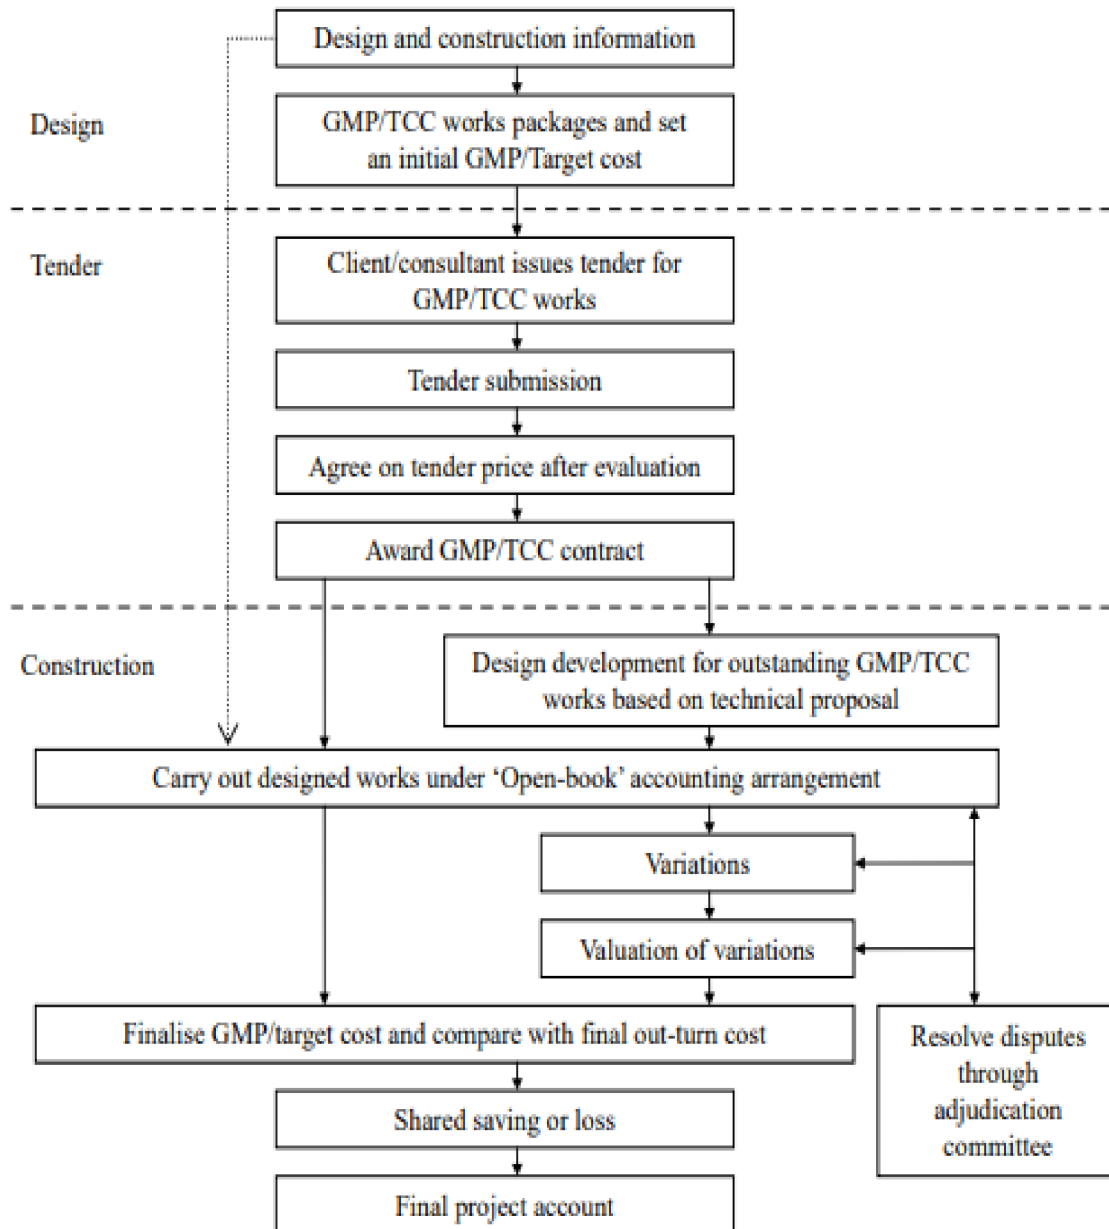 Design and construction information
Design
GMP/TCC works packages and set
an initial GMP/Target cost
Tender
Client/consultant issues tender for
GMP/TCC works
Tender submission
Agree on tender price after evaluation
Award GMP/TCC contract
Construction
Design development for outstanding GMP/TCC
works based on technical proposal
Carry out designed works under ‘Open-book’ accounting arrangement
Variations
Valuation of variations
Finalise GMP/target cost and compare with final out-turn cost
Resolve disputes
through
adjudication
committee
Shared saving or loss
Final project account